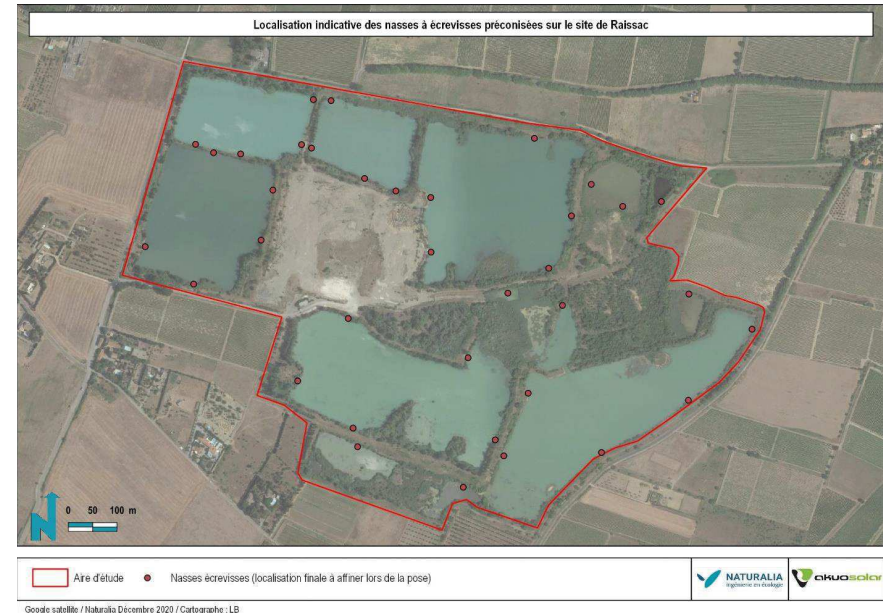 Localisation indicative des nasses à écrevisses préconisées sur le site de Raissac
N
0 50 100 m
Aire d'étude
Nasses écrevisses (localisation finale à affiner lors de la pose)
NATURALIA
ingénierie en écologie
akuosolar
Google satellite / Naturalia Décembre 2020 / Cartographe : LB